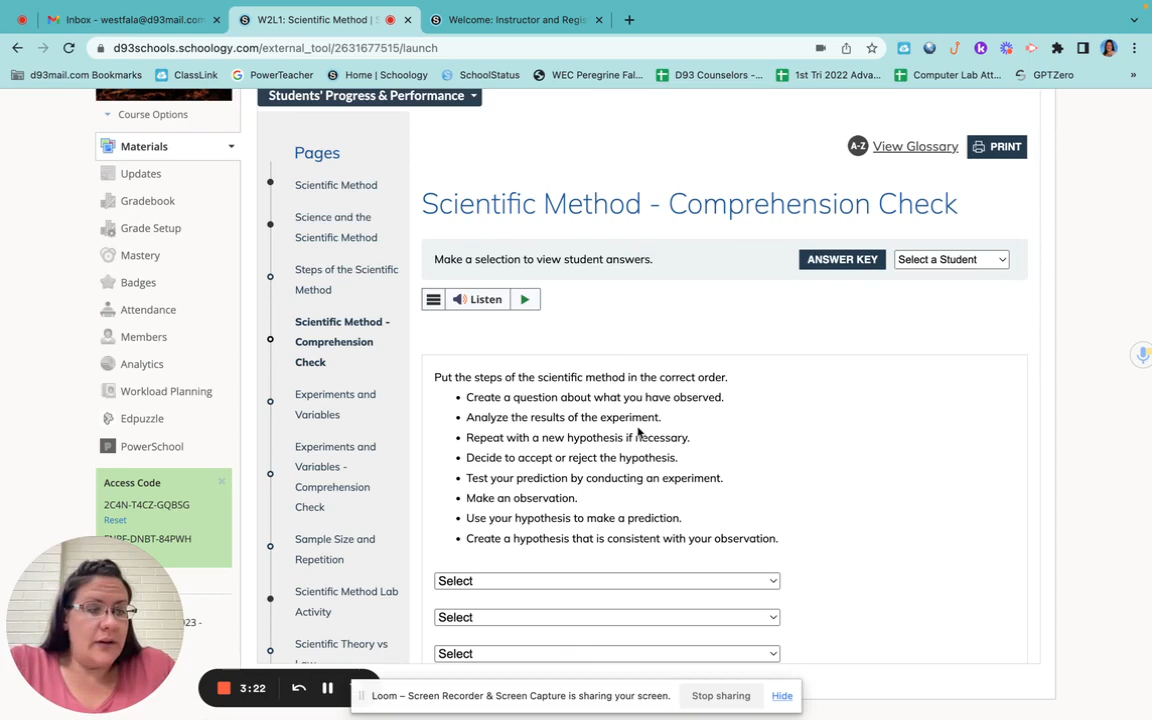 Inbox - westfala@d93mail.com
W2L1: Scientific Method |
Welcome: Instructor and Regis
d93schools.schoology.com/external_tool/2631677515/launch
d93mail.com Bookmarks
ClassLink
PowerTeacher
Home | Schoology
SchoolStatus
WEC Peregrine Fal...
D93 Counselors -...
1st Tri 2022 Adva...
Computer Lab Att...
GPTZero
»
Course Options
Materials
Updates
Gradebook
Grade Setup
Mastery
Badges
Attendance
Members
Analytics
Workload Planning
Edpuzzle
PowerSchool
Access Code
2C4N-T4CZ-GQBSG
Reset
-DNBT-84PWH
023 -
Students' Progress & Performance
Pages
Scientific Method
Science and the
Scientific Method
Steps of the Scientific
Method
Scientific Method -
Comprehension
Check
Experiments and
Variables
Experiments and
Variables -
Comprehension
Check
Sample Size and
Repetition
Scientific Method Lab
Activity
Scientific Theory vs
A-Z View Glossary
PRINT
Scientific Method - Comprehension Check
Make a selection to view student answers.
ANSWER KEY
Select a Student
Listen
Put the steps of the scientific method in the correct order.
• Create a question about what you have observed.
• Analyze the results of the experiment.
• Repeat with a new hypothesis if necessary.
• Decide to accept or reject the hypothesis.
• Test your prediction by conducting an experiment.
• Make an observation.
• Use your hypothesis to make a prediction.
• Create a hypothesis that is consistent with your observation.
Select
Select
Select
3:22
Loom – Screen Recorder & Screen Capture is sharing your screen.
Stop sharing
Hide